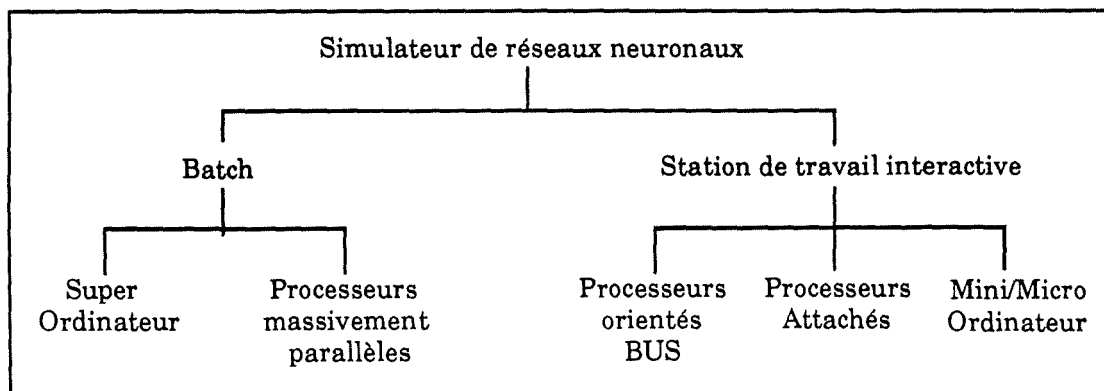 Simulateur de réseaux neuronaux
Batch
Station de travail interactive
Super
Ordinateur
Processeurs
massivement
parallèles
Processeurs
orientés
BUS
Processeurs
Attachés
Mini/Micro
Ordinateur